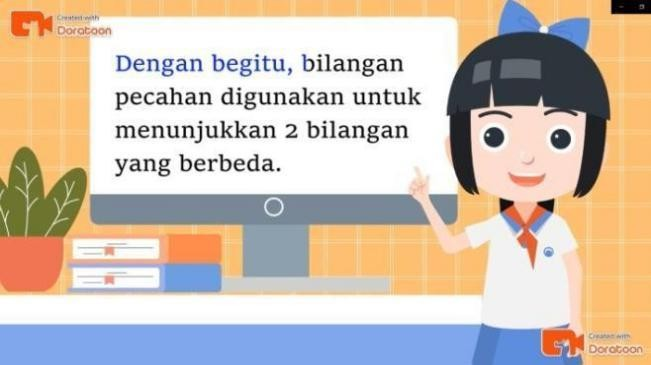 Created with
Doratoon
Dengan begitu, bilangan
pecahan digunakan untuk
menunjukkan 2 bilangan
yang berbeda.
Created with
Doratoon